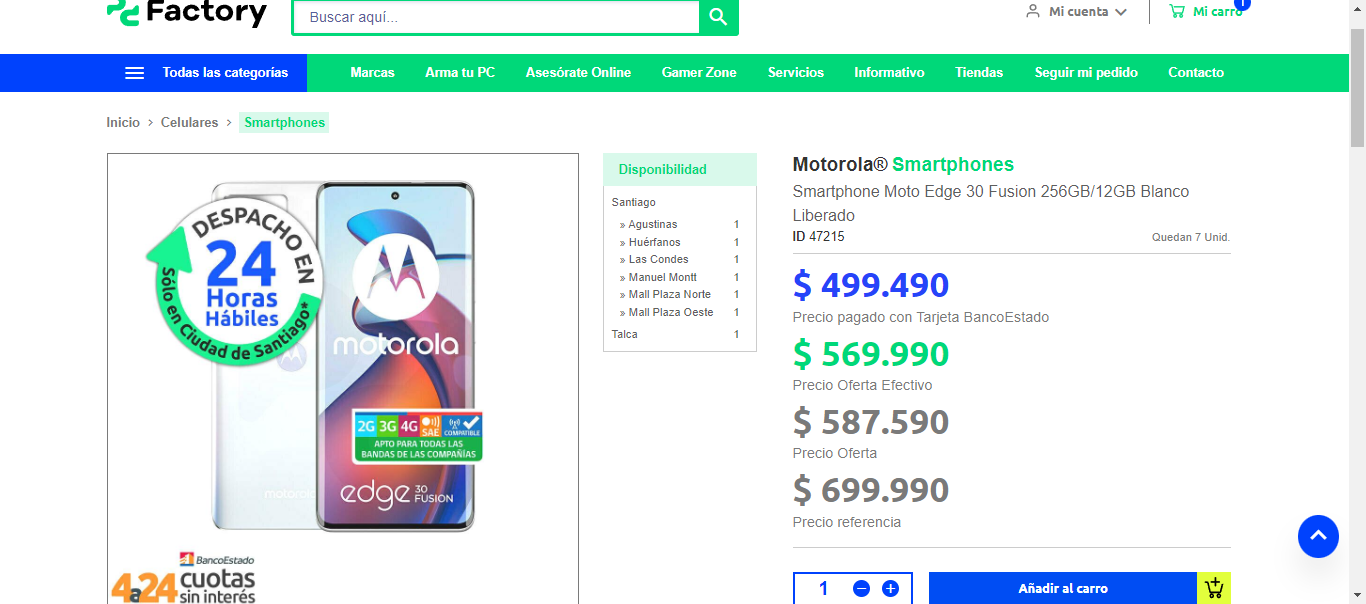 Factory
Buscar aquí...
Mi cuenta
Mi carro
1
Todas las categorías
Marcas
Arma tu PC
Asesórate Online
Gamer Zone
Servicios
Informativo
Tiendas
Seguir mi pedido
Contacto
Inicio > Celulares > Smartphones
DESPACHO EN
24
Horas
Hábiles
Sólo en Ciudad de Santiago*
motorola
2G 3G 4G SAE COMPATIBLE
APTO PARA TODAS LAS
BANDAS DE LAS COMPAÑÍAS
motorola
edge 30 FUSION
BancoEstado
4a24 cuotas
sin interés
Disponibilidad
Santiago
» Agustinas 1
» Huérfanos 1
» Las Condes 1
» Manuel Montt 1
» Mall Plaza Norte 1
» Mall Plaza Oeste 1
Talca 1
Motorola® Smartphones
Smartphone Moto Edge 30 Fusion 256GB/12GB Blanco
Liberado
ID 47215
Quedan 7 Unid.
$ 499.490
Precio pagado con Tarjeta BancoEstado
$ 569.990
Precio Oferta Efectivo
$ 587.590
Precio Oferta
$ 699.990
Precio referencia
1
Añadir al carro